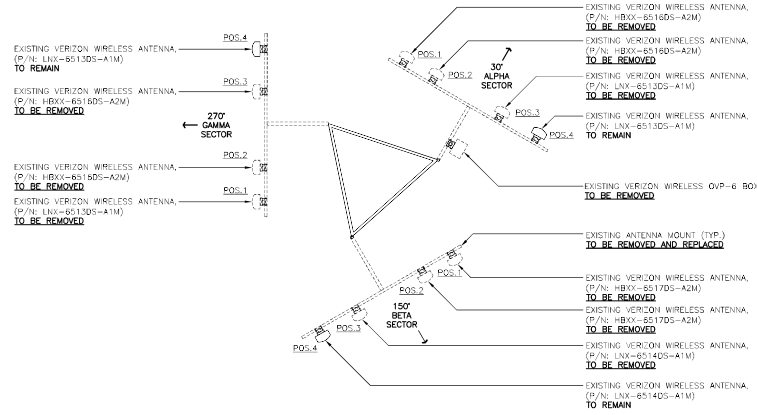 EXISTING VERIZON WIRELESS ANTENNA,
(P/N: HBXX-6516DS-A2M)
TO BE REMOVED
EXISTING VERIZON WIRELESS ANTENNA,
(P/N: HBXX-6516DS-A2M)
TO BE REMOVED
EXISTING VERIZON WIRELESS ANTENNA,
(P/N: LNX-6513DS-A1M)
TO BE REMOVED
EXISTING VERIZON WIRELESS ANTENNA,
(P/N: LNX-6513DS-A1M)
TO REMAIN
POS.1
POS.2
30°
ALPHA
SECTOR
POS.3
POS.4
EXISTING VERIZON WIRELESS OVP-6 BOX
TO BE REMOVED
POS.4
EXISTING VERIZON WIRELESS ANTENNA,
(P/N: LNX-6513DS-A1M)
TO REMAIN
POS.3
EXISTING VERIZON WIRELESS ANTENNA,
(P/N: HBXX-6516DS-A2M)
TO BE REMOVED
270°
GAMMA
SECTOR
POS.2
EXISTING VERIZON WIRELESS ANTENNA,
(P/N: HBXX-6516DS-A2M)
TO BE REMOVED
POS.1
EXISTING VERIZON WIRELESS ANTENNA,
(P/N: LNX-6513DS-A1M)
TO BE REMOVED
EXISTING ANTENNA MOUNT (TYP.)
TO BE REMOVED AND REPLACED
POS.1
POS.2
150°
BETA
SECTOR
POS.3
POS.4
EXISTING VERIZON WIRELESS ANTENNA,
(P/N: HBXX-6517DS-A2M)
TO BE REMOVED
EXISTING VERIZON WIRELESS ANTENNA,
(P/N: HBXX-6517DS-A2M)
TO BE REMOVED
EXISTING VERIZON WIRELESS ANTENNA,
(P/N: LNX-6514DS-A1M)
TO BE REMOVED
EXISTING VERIZON WIRELESS ANTENNA,
(P/N: LNX-6514DS-A1M)
TO REMAIN